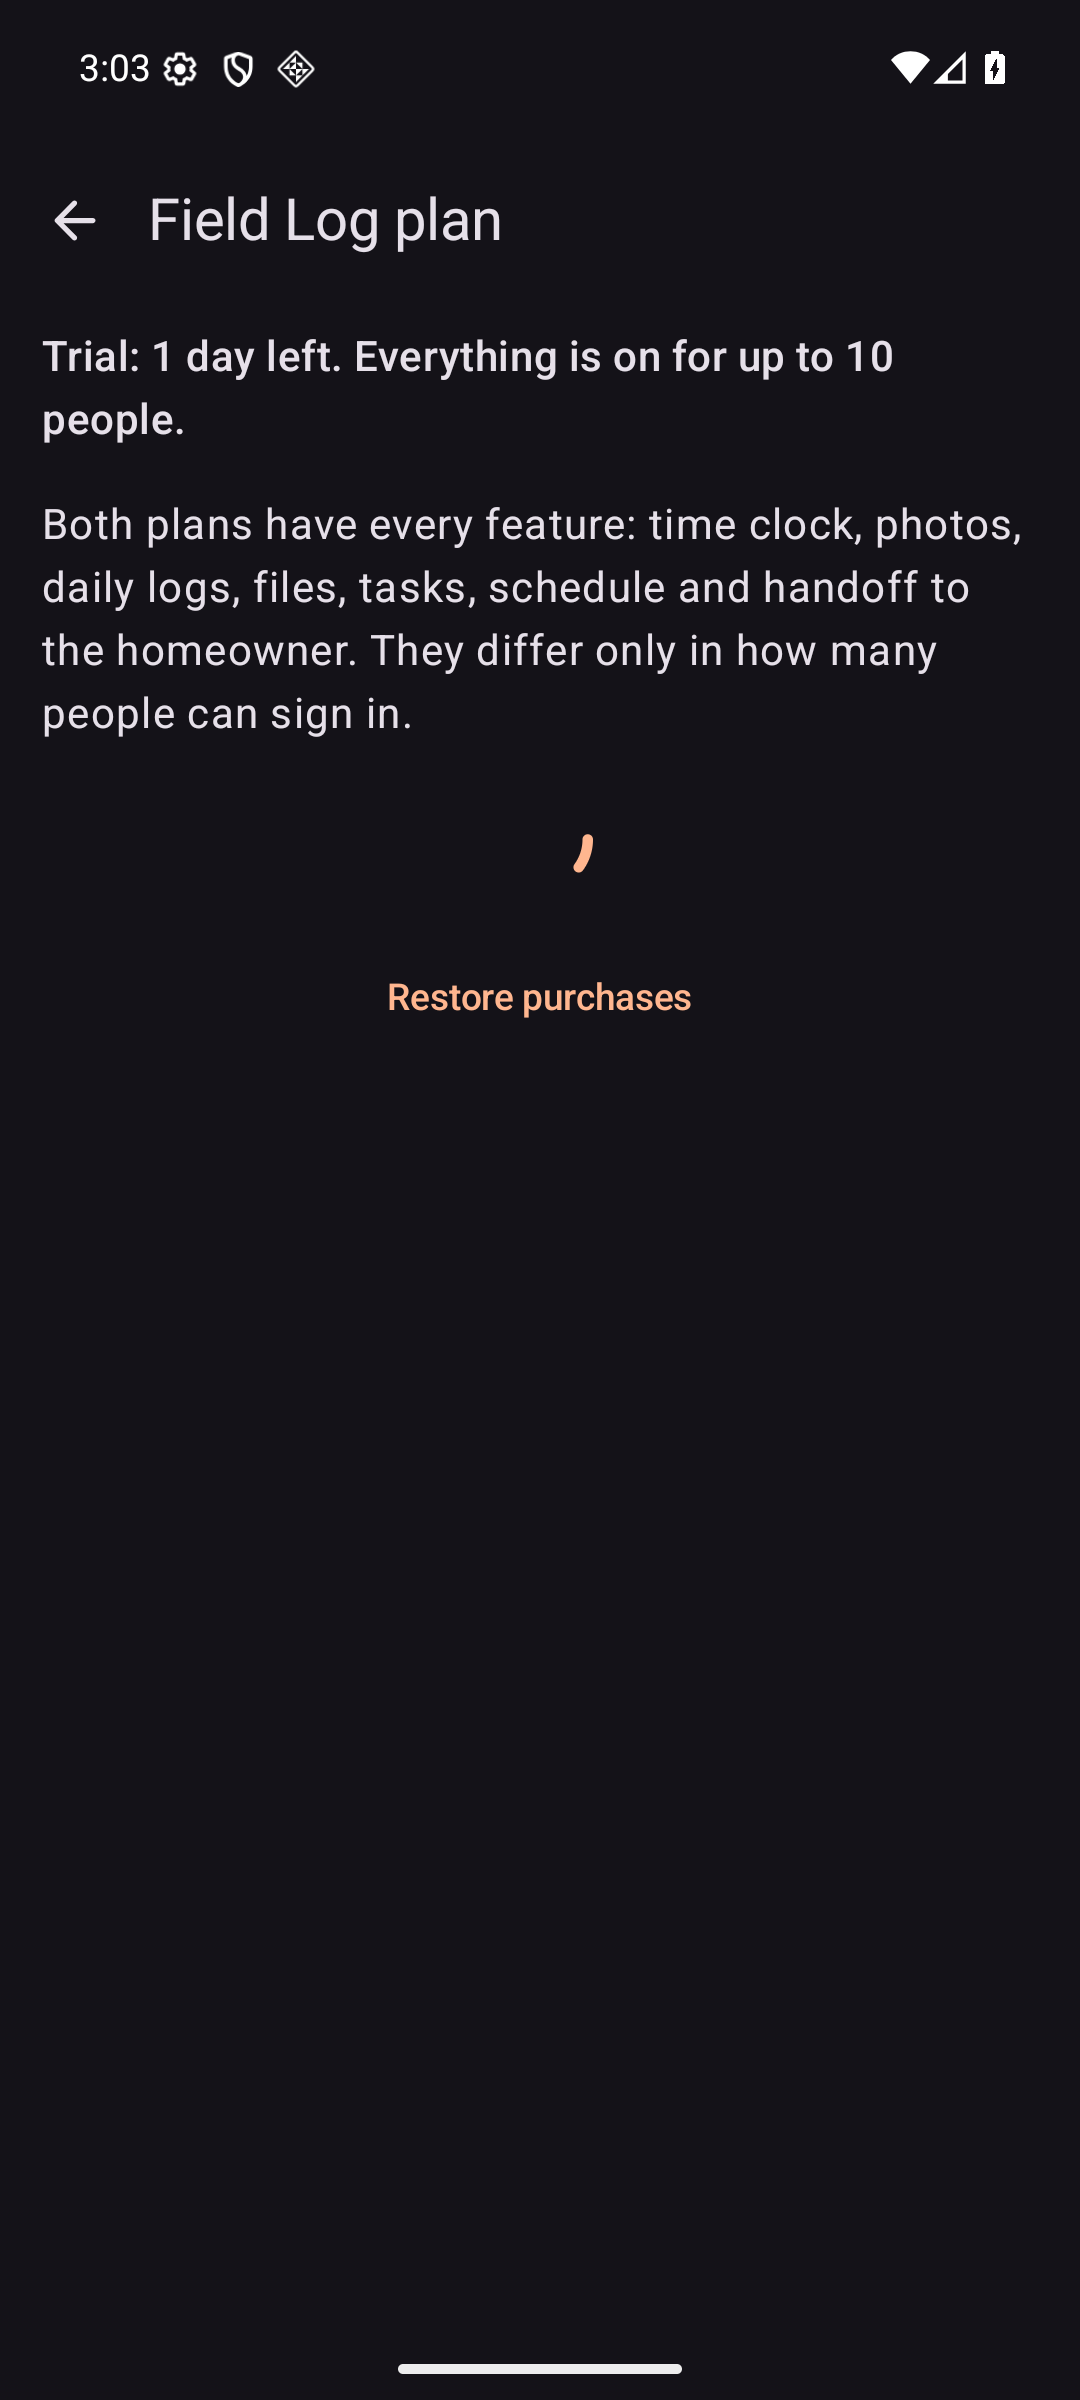 3:03
Field Log plan
Trial: 1 day left. Everything is on for up to 10
people.
Both plans have every feature: time clock, photos,
daily logs, files, tasks, schedule and handoff to
the homeowner. They differ only in how many
people can sign in.
Restore purchases